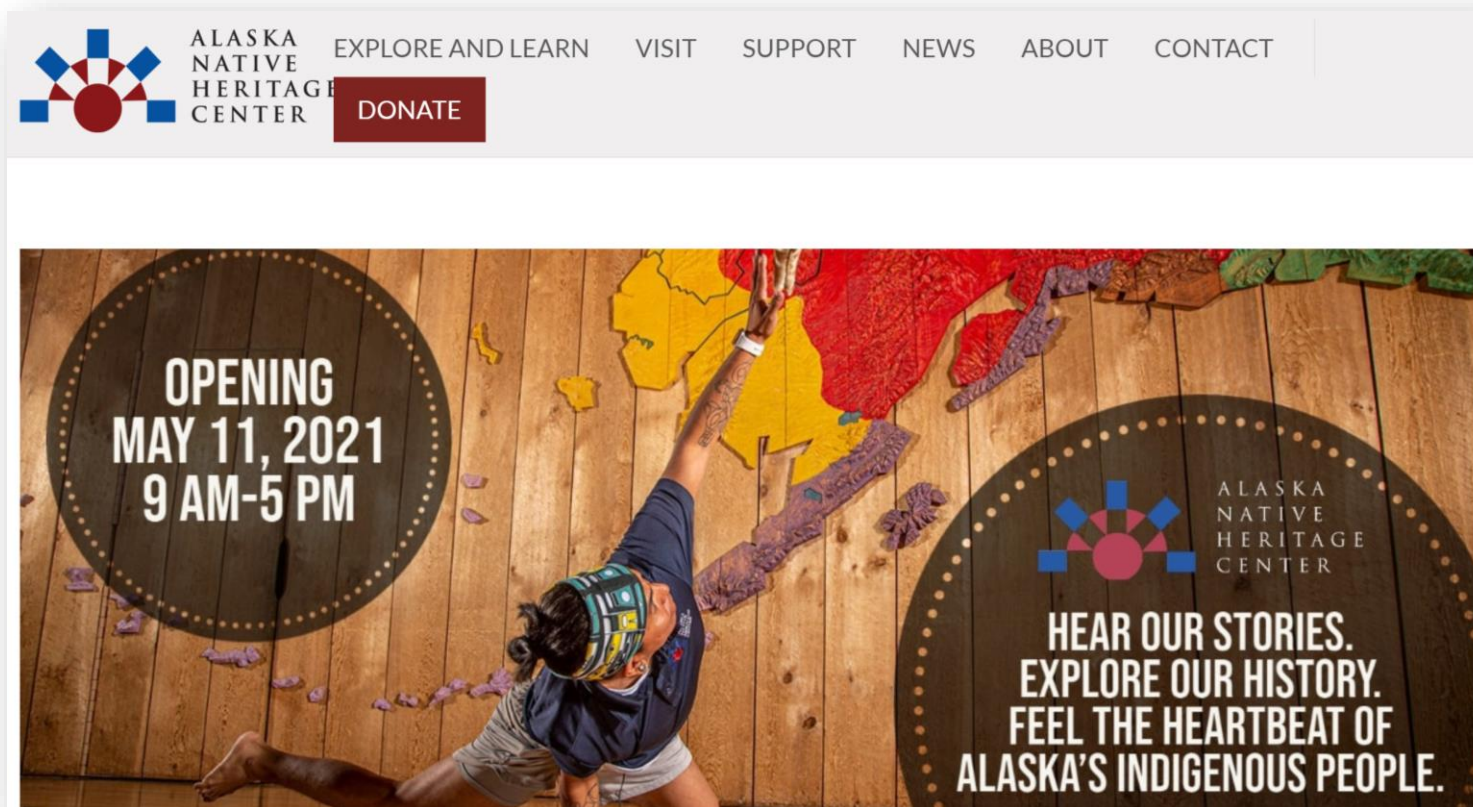 ALASKA
NATIVE
HERITAGE
CENTER
EXPLORE AND LEARN VISIT SUPPORT NEWS ABOUT CONTACT
DONATE
OPENING
MAY 11, 2021
9 AM-5 PM
ALASKA
NATIVE
HERITAGE
CENTER
HEAR OUR STORIES.
EXPLORE OUR HISTORY.
FEEL THE HEARTBEAT OF
ALASKA'S INDIGENOUS PEOPLE.